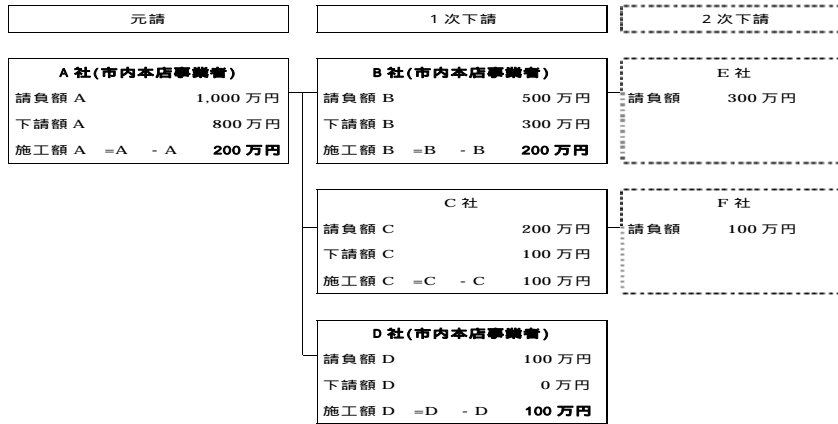 元請
1次下請
2次下請
A社(市内本店事業者)
請負額A 1,000万円
下請額A 800万円
施工額A =A - A 200万円
B社(市内本店事業者)
請負額B 500万円
下請額B 300万円
施工額B =B - B 200万円
E社
請負額 300万円
C社
請負額C 200万円
下請額C 100万円
施工額C =C - C 100万円
F社
請負額 100万円
D社(市内本店事業者)
請負額D 100万円
下請額D 0万円
施工額D =D - D 100万円